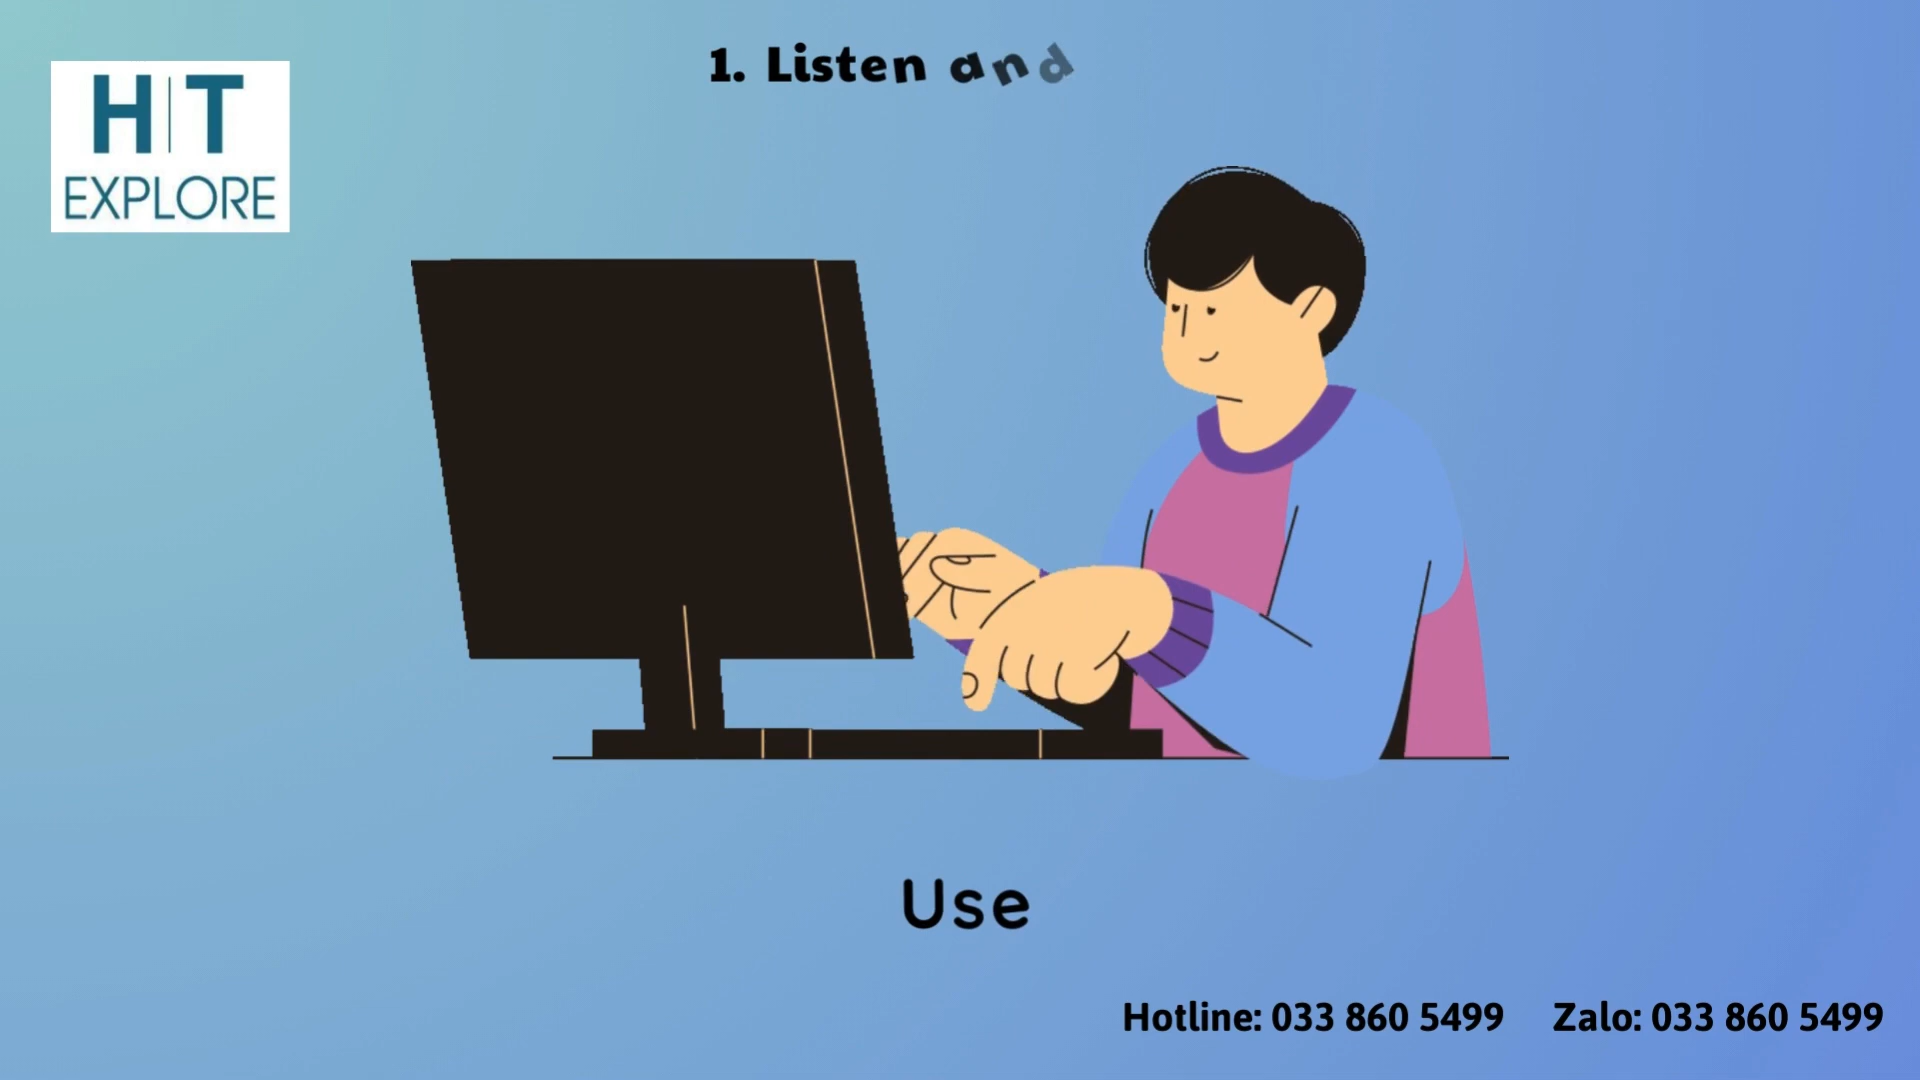 1. Listen and
H|T
EXPLORE
Use
Hotline: 033 860 5499 Zalo: 033 860 5499